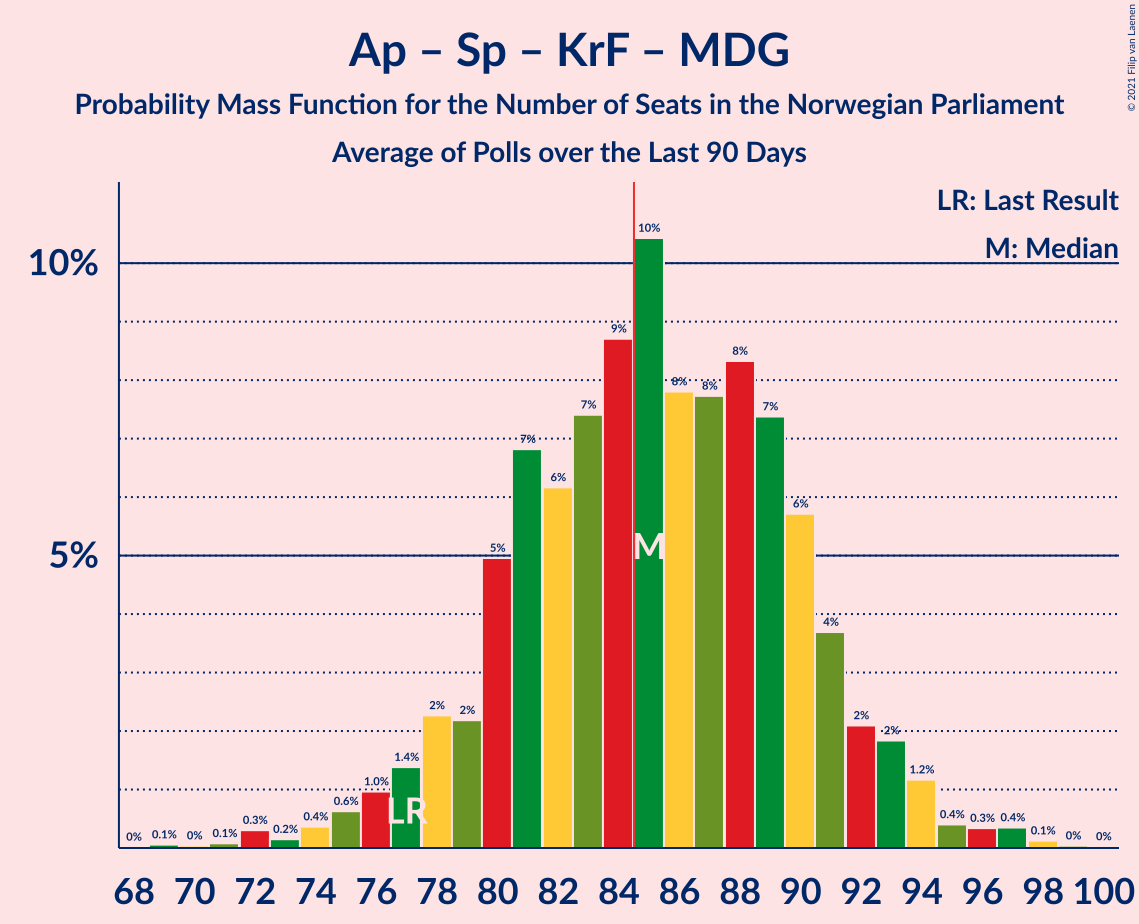 Ap – Sp – KrF – MDG
Probability Mass Function for the Number of Seats in the Norwegian Parliament
Average of Polls over the Last 90 Days
© 2021 Filip van Laenen
LR: Last Result
M: Median
10%
5%
0% 0.1% 0% 0.1% 0.3% 0.2% 0.4% 0.6% 1.0% 1.4% 2% 2% 5% 7% 6% 7% 9% 10% 8% 8% 8% 7% 6% 4% 2% 2% 1.2% 0.4% 0.3% 0.4% 0.1% 0% 0%
M
LR
68 70 72 74 76 78 80 82 84 86 88 90 92 94 96 98 100